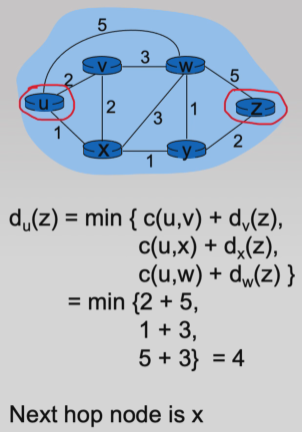 5
v
3
w
2
5
u
2
3
1
z
1
x
1
y
2
d_u(z) = min { c(u,v) + d_v(z),
c(u,x) + d_x(z),
c(u,w) + d_w(z) }
= min {2 + 5,
1 + 3,
5 + 3} = 4
Next hop node is x